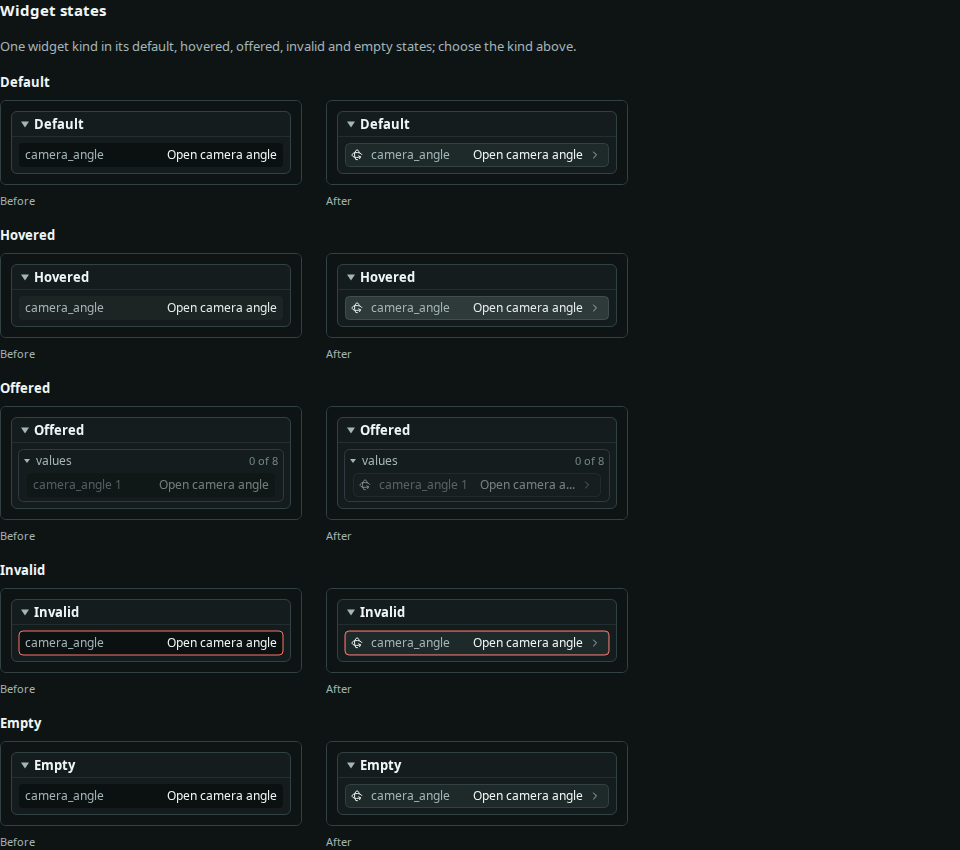 Widget states
One widget kind in its default, hovered, offered, invalid and empty states; choose the kind above.
Default
Default
camera_angle Open camera angle
Before
Default
camera_angle Open camera angle
After
Hovered
Hovered
camera_angle Open camera angle
Before
Hovered
camera_angle Open camera angle
After
Offered
Offered
values 0 of 8
camera_angle 1 Open camera angle
Before
Offered
values 0 of 8
camera_angle 1 Open camera a...
After
Invalid
Invalid
camera_angle Open camera angle
Before
Invalid
camera_angle Open camera angle
After
Empty
Empty
camera_angle Open camera angle
Before
Empty
camera_angle Open camera angle
After